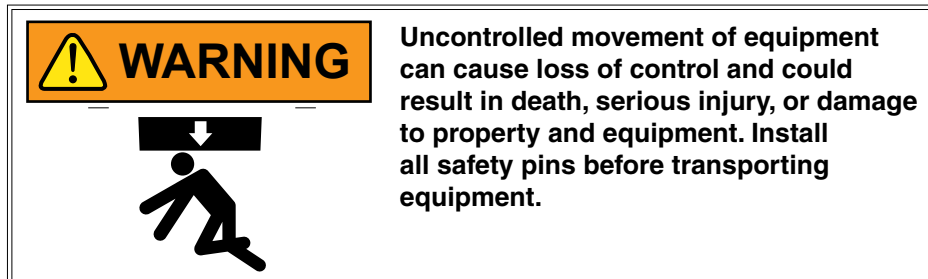 WARNING
Uncontrolled movement of equipment
can cause loss of control and could
result in death, serious injury, or damage
to property and equipment. Install
all safety pins before transporting
equipment.